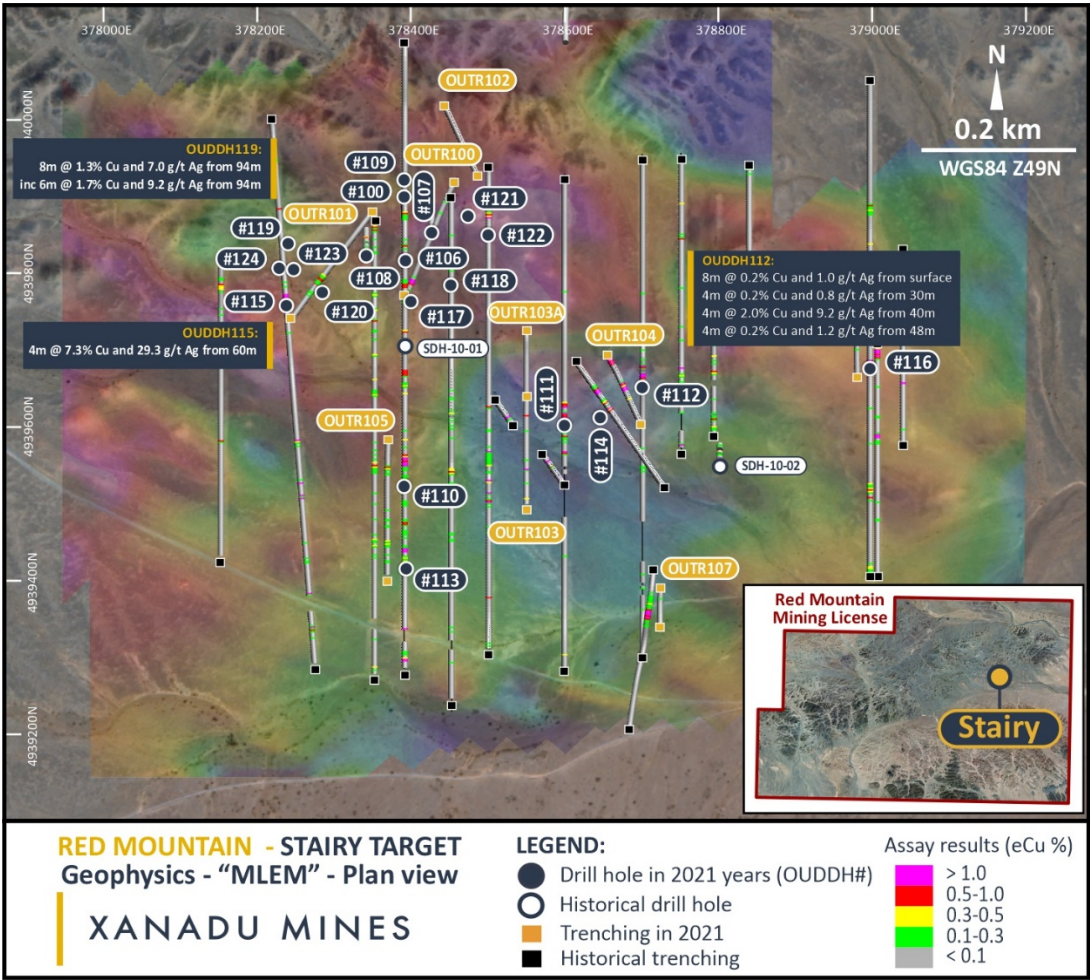 378000E
378200E
378400E
378600E
378800E
379000E
379200E
4940000N
4939800N
4939600N
4939400N
4939200N
N
0.2 km
WGS84 Z49N
OUTR102
OUDDH119:
8m @ 1.3% Cu and 7.0 g/t Ag from 94m
inc 6m @ 1.7% Cu and 9.2 g/t Ag from 94m
#109
OUTR100
#100
#107
#121
OUTR101
#119
#122
#123
#124
#106
#108
#118
OUDDH112:
8m @ 0.2% Cu and 1.0 g/t Ag from surface
4m @ 0.2% Cu and 0.8 g/t Ag from 30m
4m @ 2.0% Cu and 9.2 g/t Ag from 40m
4m @ 0.2% Cu and 1.2 g/t Ag from 48m
#115
#120
#117
OUTR103A
OUDDH115:
4m @ 7.3% Cu and 29.3 g/t Ag from 60m
SDH-10-01
OUTR104
#116
#111
#112
#114
OUTR105
SDH-10-02
#110
OUTR103
#113
OUTR107
Red Mountain
Mining License
Stairy
RED MOUNTAIN - STAIRY TARGET
Geophysics - “MLEM” - Plan view
XANADU MINES
LEGEND:
Drill hole in 2021 years (OUDDH#)
Historical drill hole
Trenching in 2021
Historical trenching
Assay results (eCu %)
> 1.0
0.5-1.0
0.3-0.5
0.1-0.3
< 0.1